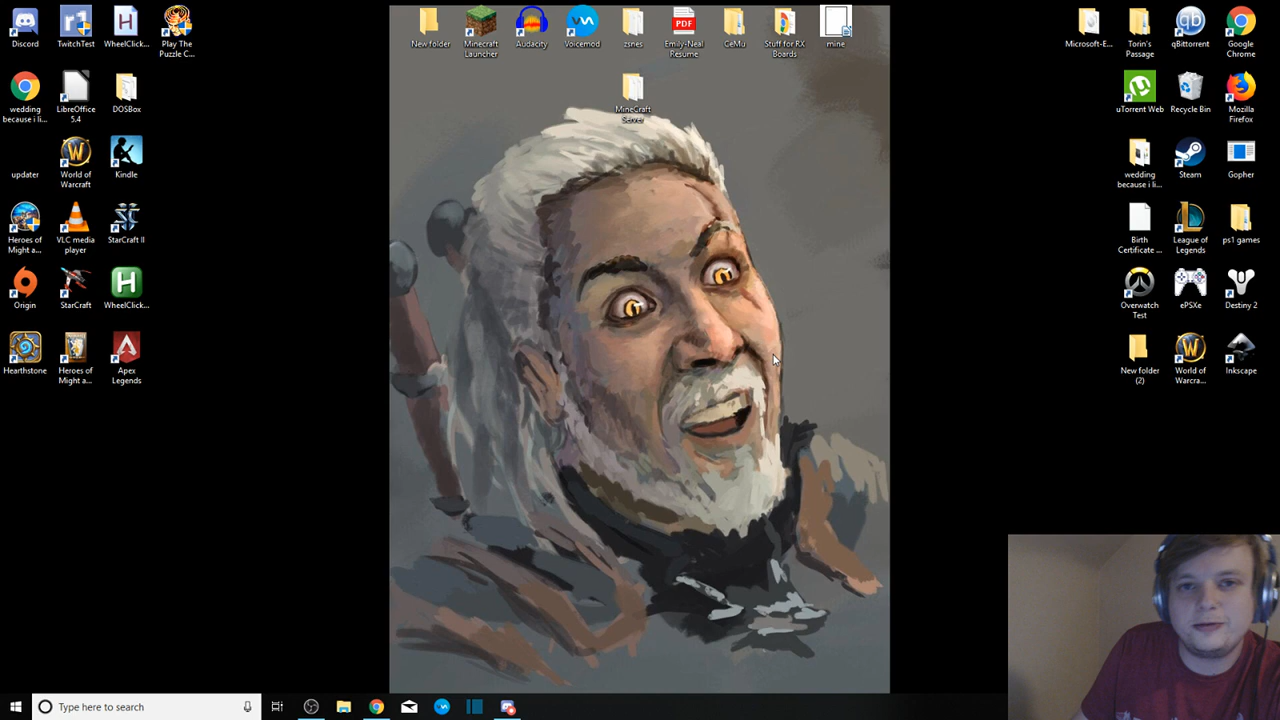 Discord
TwitchTest
WheelClick...
Play The
Puzzle C...
New folder
Minecraft
Launcher
Audacity
Voicemod
zsnes
Emily-Neal
Resume
CeMu
Stuff for RX
Boards
mine
Microsoft-E...
Torin's
Passage
qBittorrent
Google
Chrome
wedding
because i li...
LibreOffice
5.4
DOSBox
MineCraft
Server
uTorrent Web
Recycle Bin
Mozilla
Firefox
updater
World of
Warcraft
Kindle
wedding
because i li...
Steam
Gopher
Heroes of
Might a...
VLC media
player
StarCraft II
Birth
Certificate ...
League of
Legends
ps1 games
Origin
StarCraft
WheelClick...
Overwatch
Test
ePSXe
Destiny 2
Hearthstone
Heroes of
Might a...
Apex
Legends
New folder
(2)
World of
Warcra...
Inkscape
Type here to search